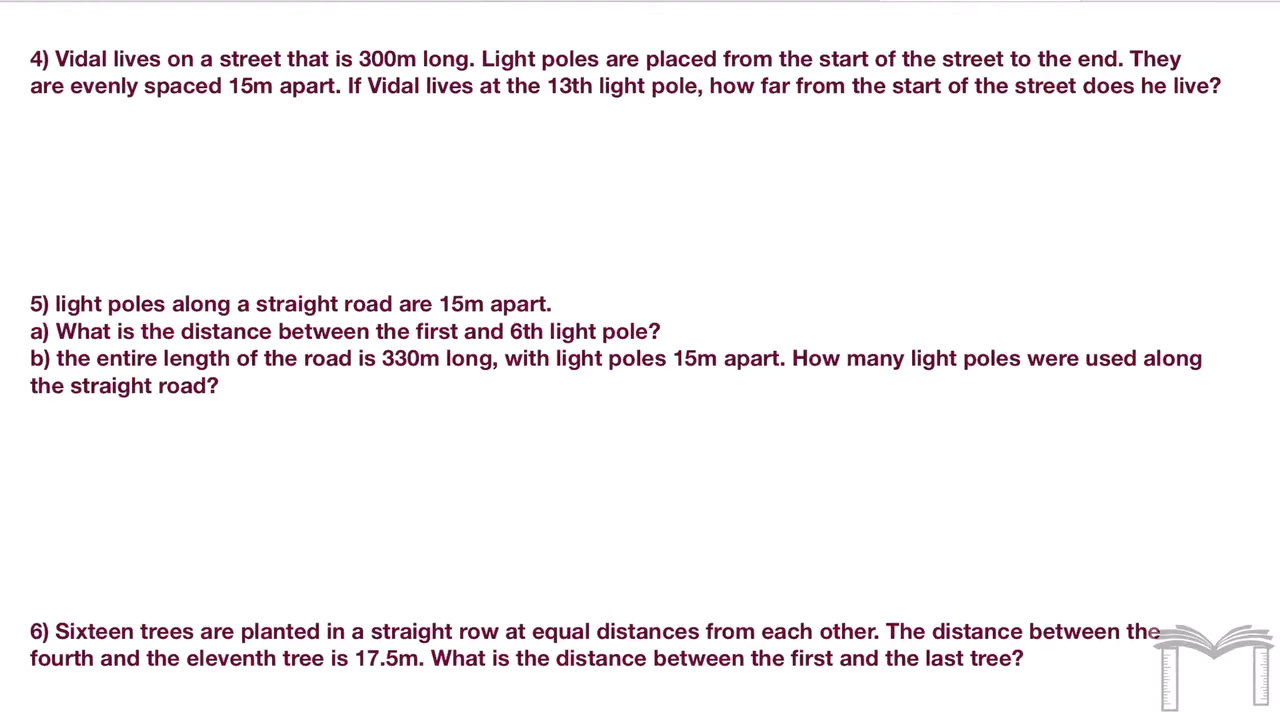 4) Vidal lives on a street that is 300m long. Light poles are placed from the start of the street to the end. They
are evenly spaced 15m apart. If Vidal lives at the 13th light pole, how far from the start of the street does he live?
5) light poles along a straight road are 15m apart.
a) What is the distance between the first and 6th light pole?
b) the entire length of the road is 330m long, with light poles 15m apart. How many light poles were used along
the straight road?
6) Sixteen trees are planted in a straight row at equal distances from each other. The distance between the
fourth and the eleventh tree is 17.5m. What is the distance between the first and the last tree?